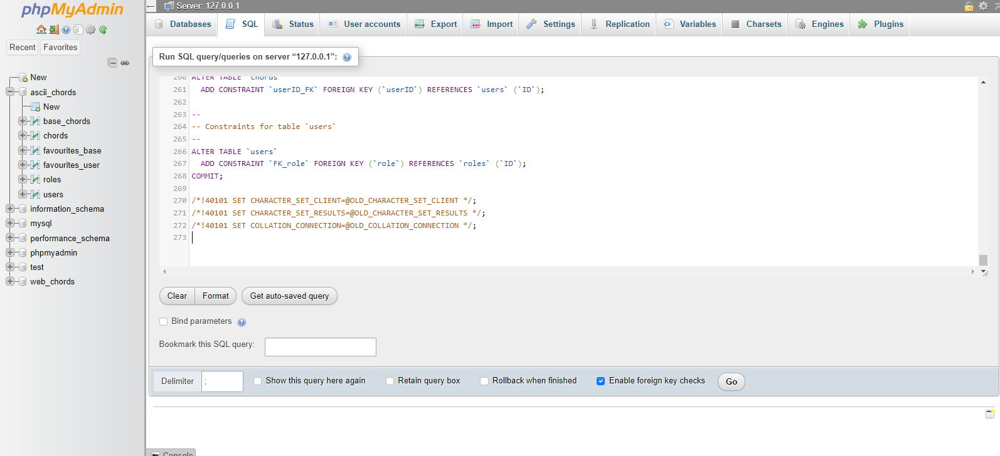 phpMyAdmin
Recent
Favorites
New
ascii_chords
New
base_chords
chords
favourites_base
favourites_user
roles
users
information_schema
mysql
performance_schema
phpmyadmin
test
web_chords
Server: 127.0.0.1
Databases
SQL
Status
User accounts
Export
Import
Settings
Replication
Variables
Charsets
Engines
Plugins
Run SQL query/queries on server “127.0.0.1”:
260 ALTER TABLE `chords`
261 ADD CONSTRAINT `userID_FK` FOREIGN KEY (`userID`) REFERENCES `users` (`ID`);
262
263 --
264 -- Constraints for table `users`
265 --
266 ALTER TABLE `users`
267 ADD CONSTRAINT `FK_role` FOREIGN KEY (`role`) REFERENCES `roles` (`ID`);
268 COMMIT;
269
270 /*!40101 SET CHARACTER_SET_CLIENT=@OLD_CHARACTER_SET_CLIENT */;
271 /*!40101 SET CHARACTER_SET_RESULTS=@OLD_CHARACTER_SET_RESULTS */;
272 /*!40101 SET COLLATION_CONNECTION=@OLD_COLLATION_CONNECTION */;
273
Clear
Format
Get auto-saved query
Bind parameters
Bookmark this SQL query:
Delimiter
;
Show this query here again
Retain query box
Rollback when finished
Enable foreign key checks
Go
Console